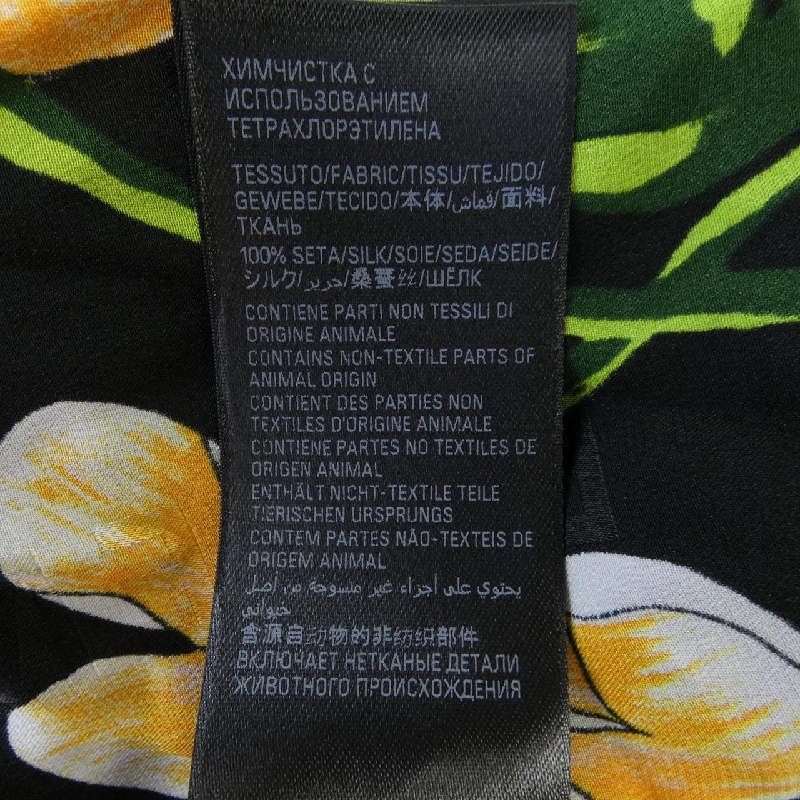 ХИМЧИСТКА С
ИСПОЛЬЗОВАНИЕМ
ТЕТРАХЛОРЭТИЛЕНА
TESSUTO/FABRIC/TISSU/TEJIDO/
GEWEBE/TECIDO/本体/قماش/面料/
ТКАНЬ
100% SETA/SILK/SOIE/SEDA/SEIDE/
シルク/حرير/桑蚕丝/ШЁЛК
CONTIENE PARTI NON TESSILI DI
ORIGINE ANIMALE
CONTAINS NON-TEXTILE PARTS OF
ANIMAL ORIGIN
CONTIENT DES PARTIES NON
TEXTILES D'ORIGINE ANIMALE
CONTIENE PARTES NO TEXTILES DE
ORIGEN ANIMAL
ENTHÄLT NICHT-TEXTILE TEILE
TIERISCHEN URSPRUNGS
CONTEM PARTES NÃO-TEXTEIS DE
ORIGEM ANIMAL
يحتوي على أجزاء غير منسوجة من أصل
حيواني
含源自动物的非纺织部件
ВКЛЮЧАЕТ НЕТКАНЫЕ ДЕТАЛИ
ЖИВОТНОГО ПРОИСХОЖДЕНИЯ